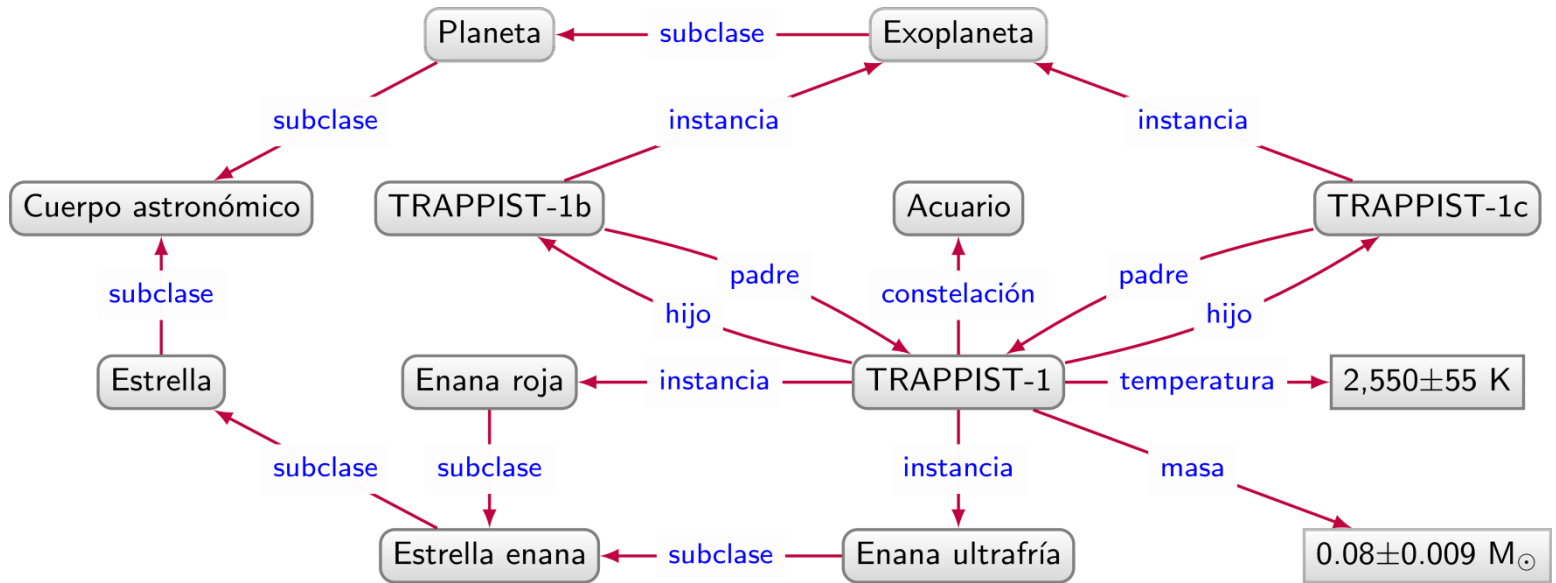 Planeta
subclase
Exoplaneta
subclase
instancia
instancia
Cuerpo astronómico
TRAPPIST-1b
Acuario
TRAPPIST-1c
subclase
padre
constelación
padre
hijo
hijo
Estrella
Enana roja
instancia
TRAPPIST-1
temperatura
2,550±55 K
subclase
subclase
instancia
masa
Estrella enana
subclase
Enana ultrafría
0.08±0.009 M☉